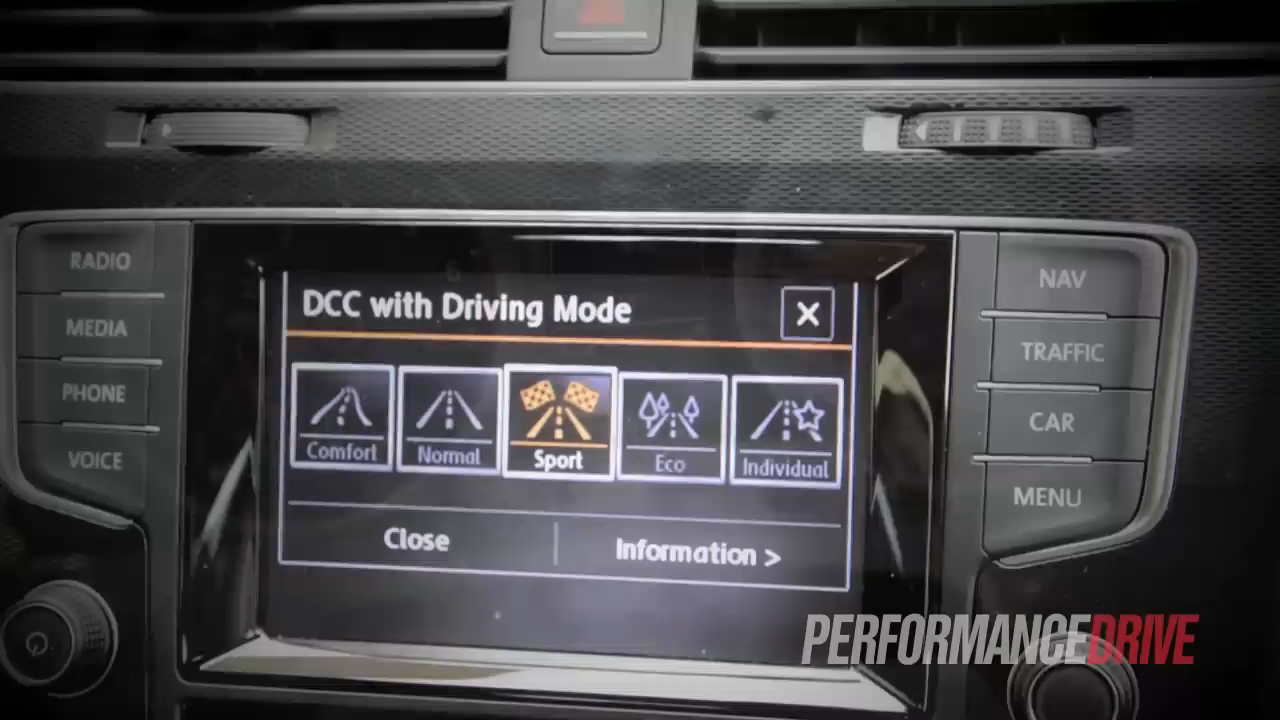 RADIO
MEDIA
PHONE
VOICE
DCC with Driving Mode
Comfort
Normal
Sport
Eco
Individual
Close
Information >
NAV
TRAFFIC
CAR
MENU
PERFORMANCEDRIVE